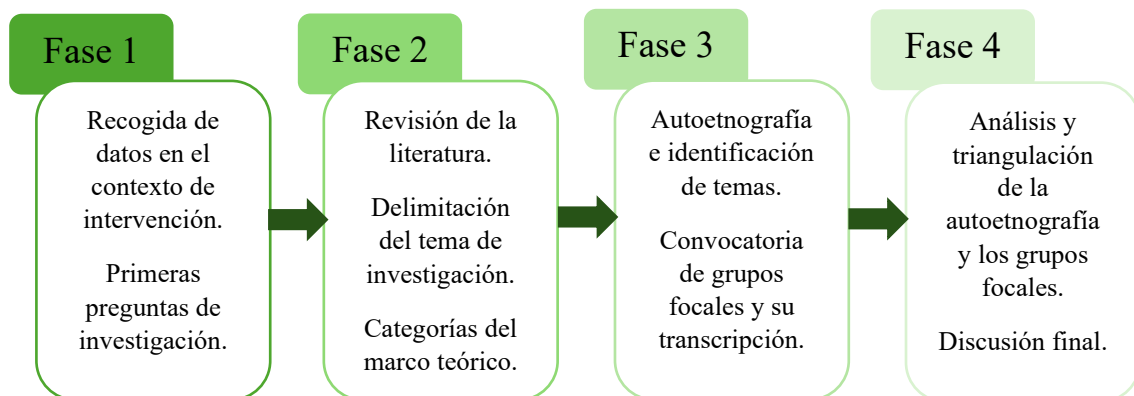 Fase 1
Recogida de
datos en el
contexto de
intervención.
Primeras
preguntas de
investigación.
Fase 2
Revisión de la
literatura.
Delimitación
del tema de
investigación.
Categorías del
marco teórico.
Fase 3
Autoetnografía
e identificación
de temas.
Convocatoria
de grupos
focales y su
transcripción.
Fase 4
Análisis y
triangulación
de la
autoetnografía
y los grupos
focales.
Discusión final.